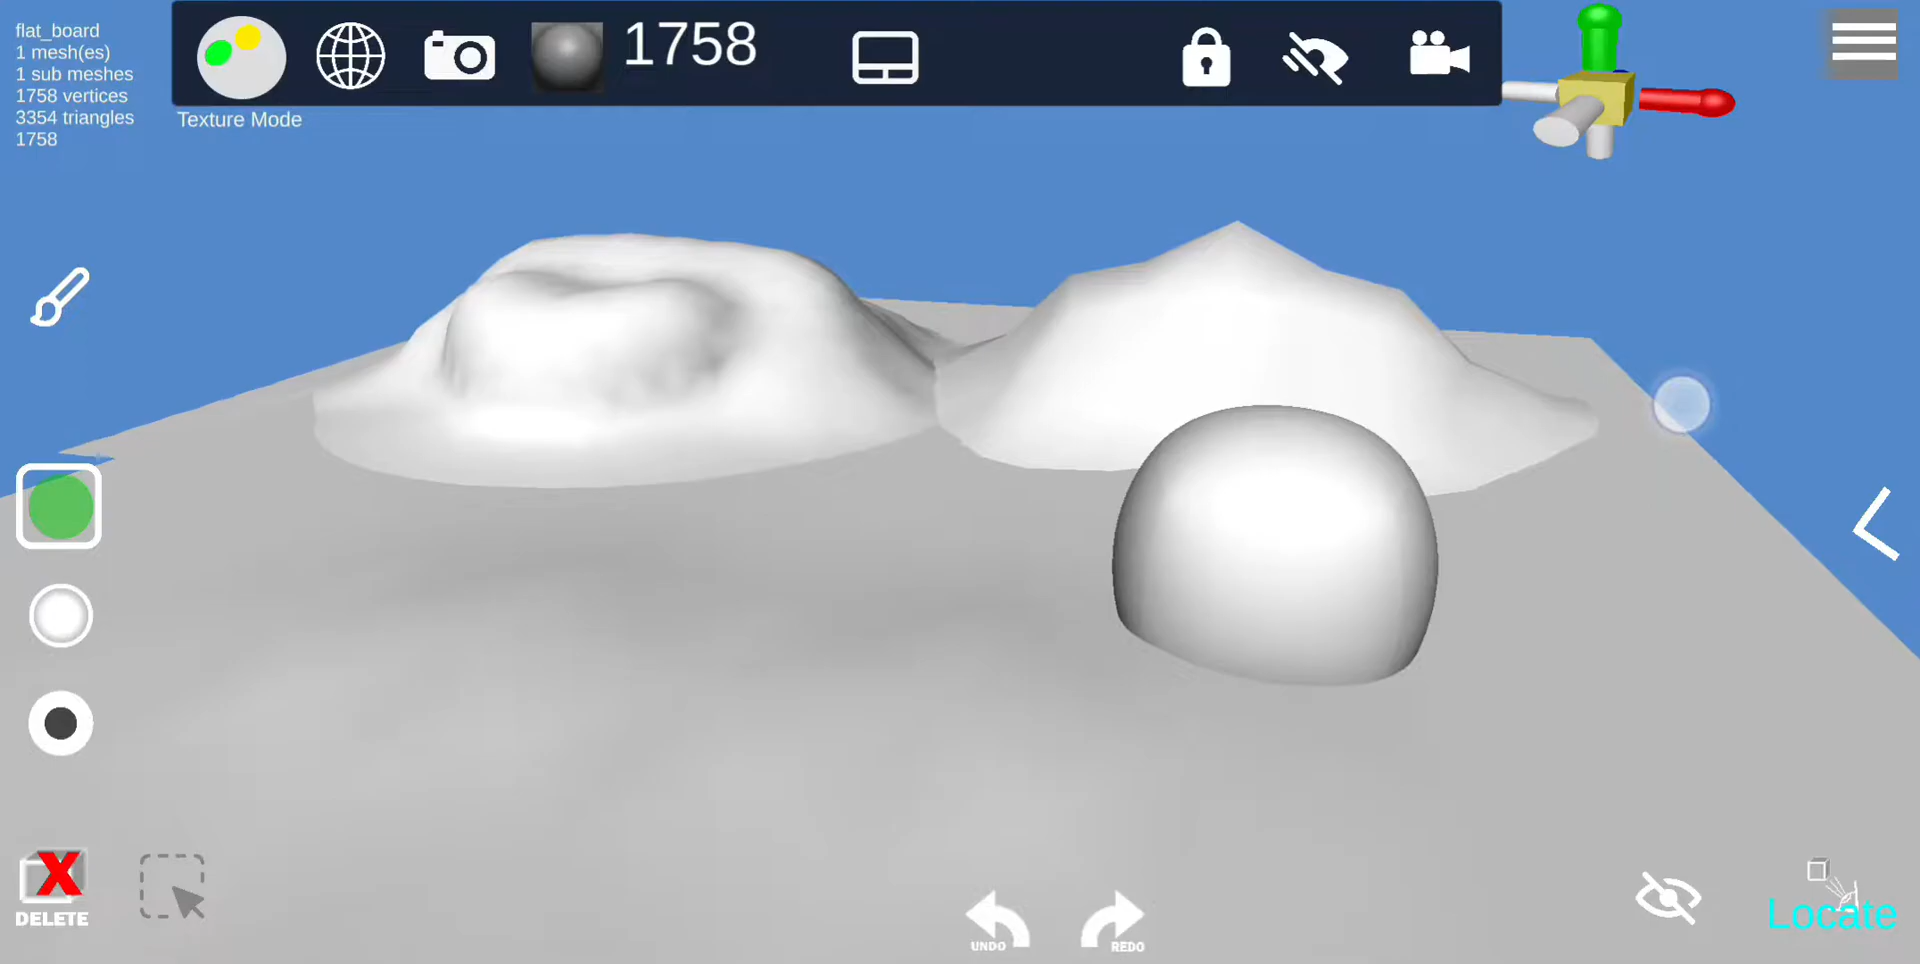 flat_board
1 mesh(es)
1 sub meshes
1758 vertices
3354 triangles
1758
1758
Texture Mode
DELETE
UNDO
REDO
Locate